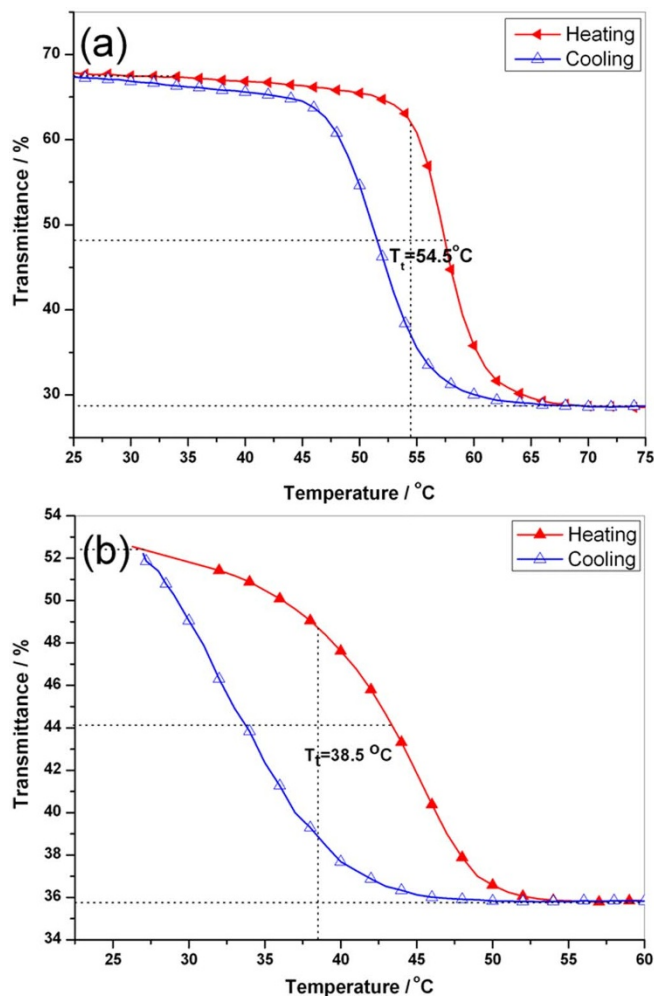 (a)
Heating
Cooling
70
60
50
40
30
Transmittance / %
Tt=54.5°C
25 30 35 40 45 50 55 60 65 70 75
Temperature / °C
(b)
Heating
Cooling
54
52
50
48
46
44
42
40
38
36
34
Transmittance / %
Tt=38.5 °C
25 30 35 40 45 50 55 60
Temperature / °C